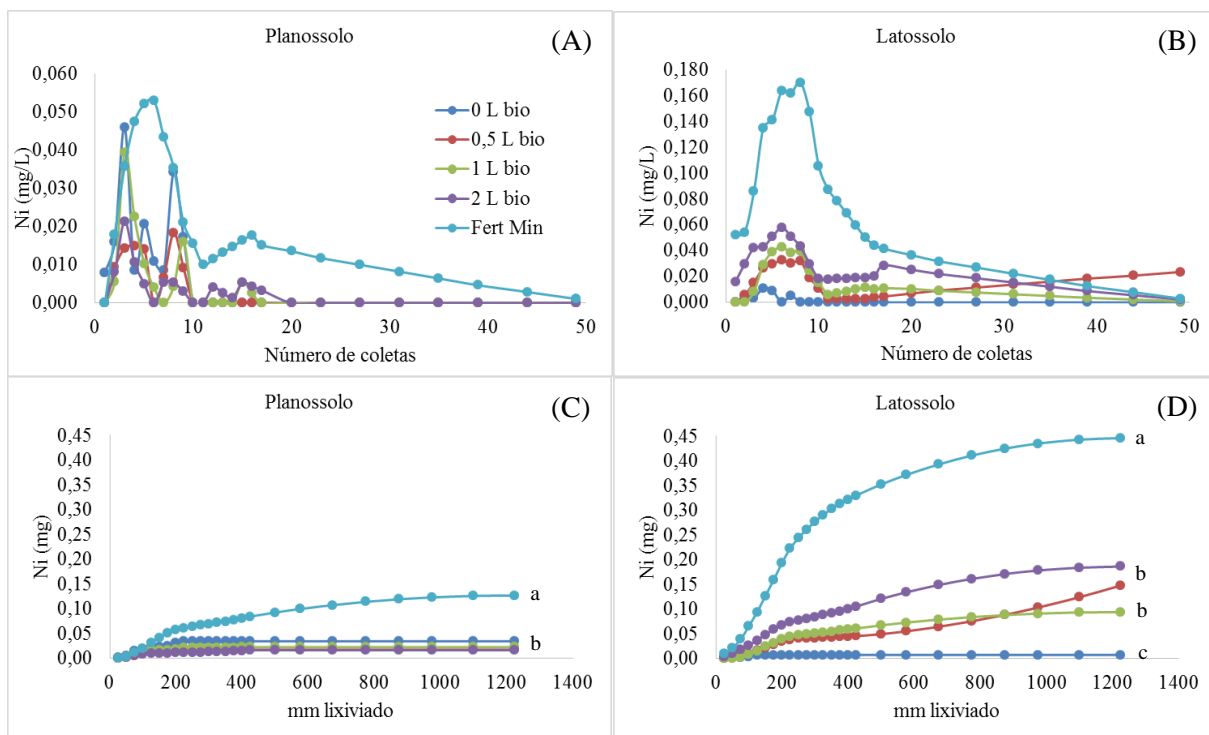 Planossolo
(A)
0,060
0,050
0,040
0,030
0,020
0,010
0,000
Ni (mg/L)
0 10 20 30 40 50
Número de coletas
0 L bio
0,5 L bio
1 L bio
2 L bio
Fert Min
Latossolo
(B)
0,180
0,160
0,140
0,120
0,100
0,080
0,060
0,040
0,020
0,000
Ni (mg/L)
0 10 20 30 40 50
Número de coletas
Planossolo
(C)
0,45
0,40
0,35
0,30
0,25
0,20
0,15
0,10
0,05
0,00
Ni (mg)
a
b
0 200 400 600 800 1000 1200 1400
mm lixiviado
Latossolo
(D)
0,45
0,40
0,35
0,30
0,25
0,20
0,15
0,10
0,05
0,00
Ni (mg)
a
b
b
c
0 200 400 600 800 1000 1200 1400
mm lixiviado